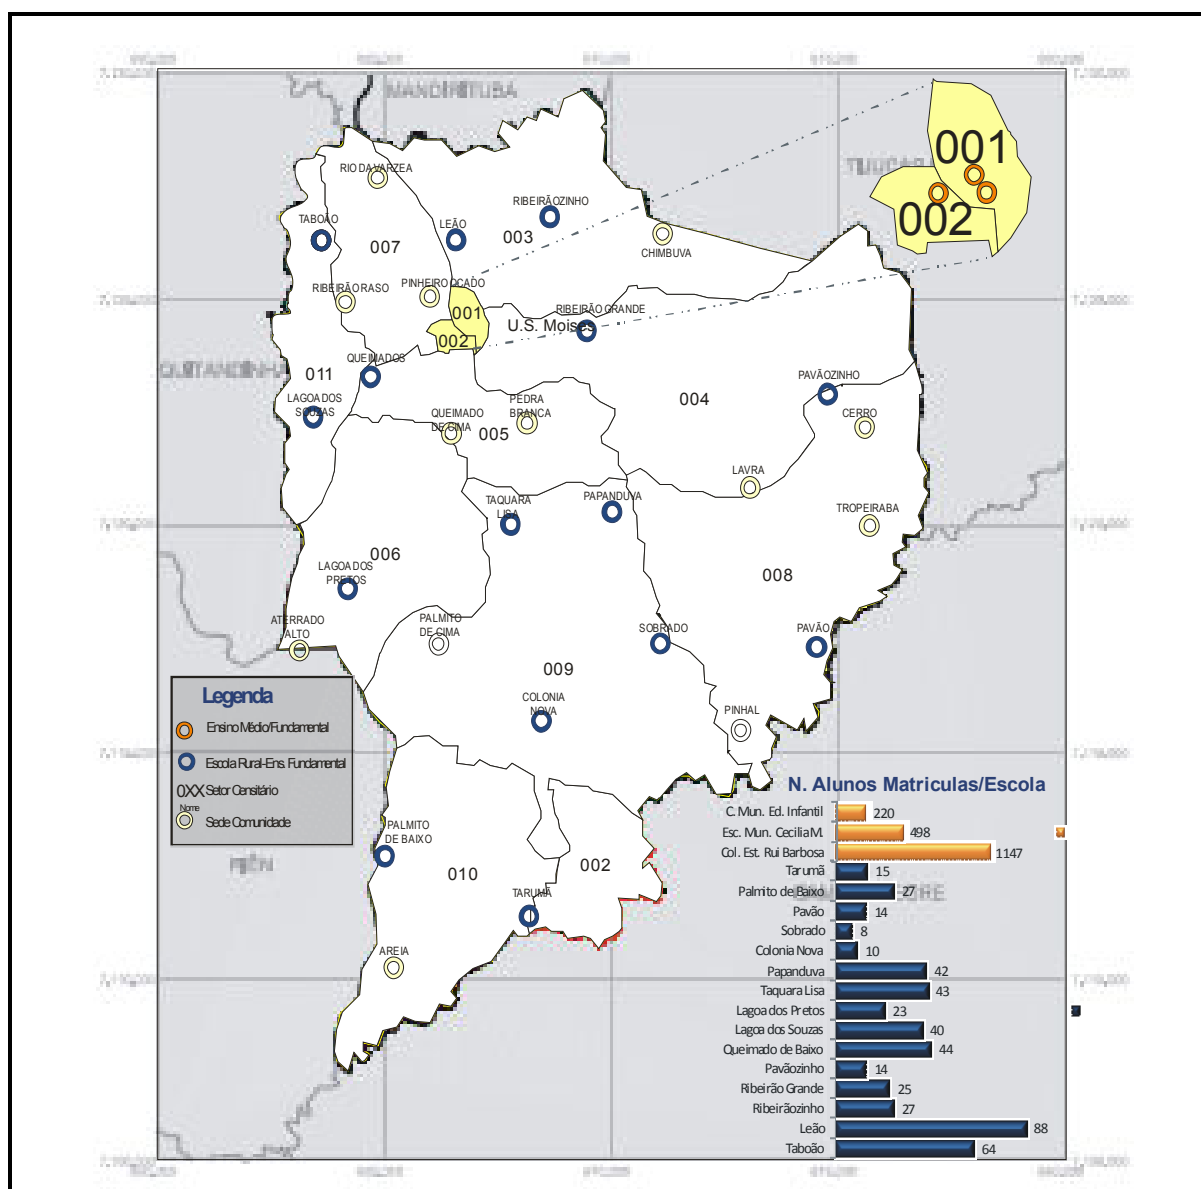 MANDIRITUBA
001
002
RIO DA VARZEA
TABOÃO
LEÃO
RIBEIRÃOZINHO
003
007
CHIMBUVA
RIBEIRÃO RASO
PINHEIRO OCADO
001
RIBEIRÃO GRANDE
U.S. Moises
002
QUITANDINHA
QUEIMADOS
011
LAGOA DOS
SOUZAS
PAVÃOZINHO
004
PEDRA
BRANCA
QUEIMADO
DE CIMA
005
CERRO
LAVRA
TAQUARA
LISA
PAPANDUVA
TROPEIRABA
006
LAGOA DOS
PRETOS
008
ATERRADO
ALTO
PALMITO
DE CIMA
SOBRADO
PAVÃO
009
COLONIA
NOVA
PINHAL
Legenda
Ensino Médio/Fundamental
Escola Rural-Ens. Fundamental
0XX Setor Censitário
Nome
Sede Comunidade
PIÊN
PALMITO
DE BAIXO
010
002
TARUMÃ
AREIA
N. Alunos Matriculas/Escola
C. Mun. Ed. Infantil 220
Esc. Mun. Cecilia M. 498
Col. Est. Rui Barbosa 1147
Tarumã 15
Palmito de Baixo 27
Pavão 14
Sobrado 8
Colonia Nova 10
Papanduva 42
Taquara Lisa 43
Lagoa dos Pretos 23
Lagoa dos Souzas 40
Queimado de Baixo 44
Pavãozinho 14
Ribeirão Grande 25
Ribeirãozinho 27
Leão 88
Taboão 64